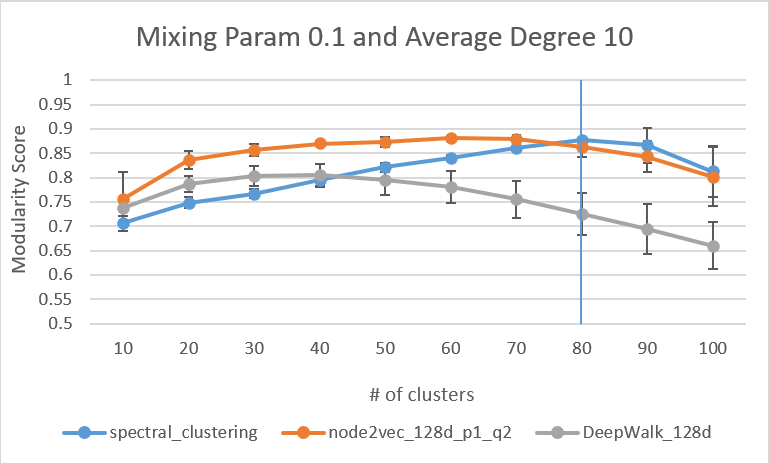 Mixing Param 0.1 and Average Degree 10
1
0.95
0.9
0.85
0.8
0.75
0.7
0.65
0.6
0.55
0.5
Modularity Score
10 20 30 40 50 60 70 80 90 100
# of clusters
spectral_clustering node2vec_128d_p1_q2 DeepWalk_128d